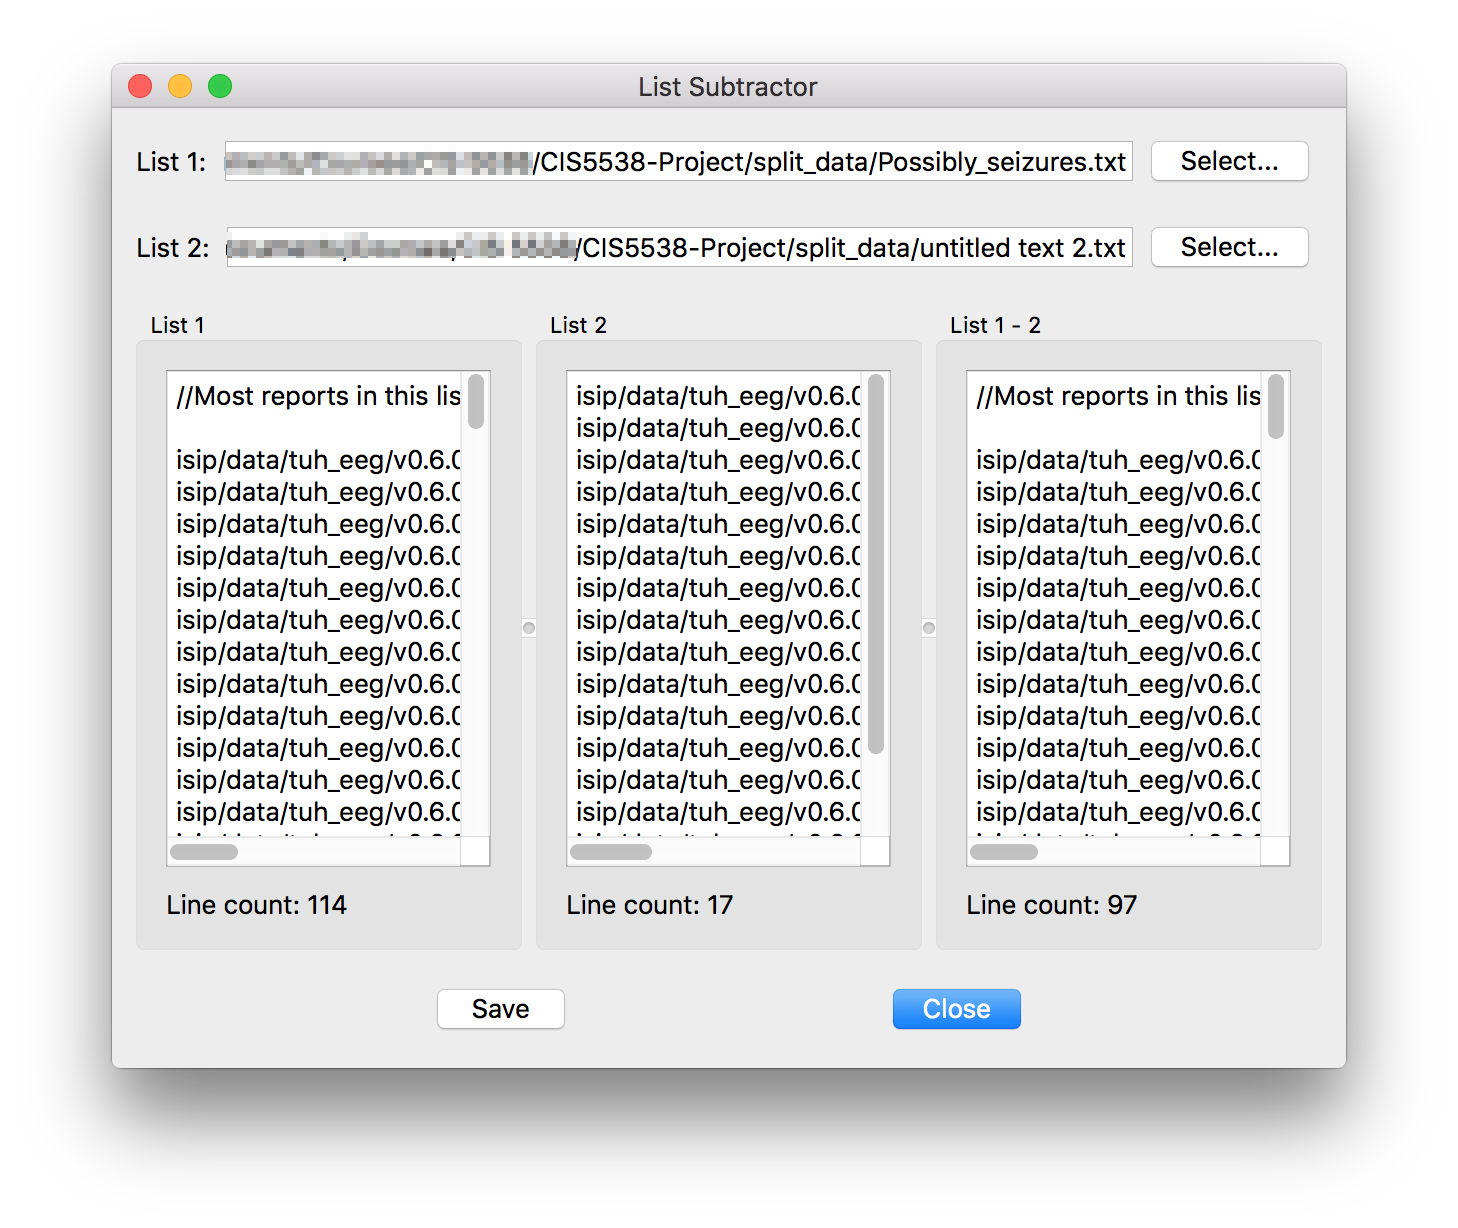 List Subtractor
List 1: /CIS5538-Project/split_data/Possibly_seizures.txt Select...
List 2: /CIS5538-Project/split_data/untitled text 2.txt Select...
List 1 List 2 List 1 - 2
//Most reports in this lis
isip/data/tuh_eeg/v0.6.0
isip/data/tuh_eeg/v0.6.0
isip/data/tuh_eeg/v0.6.0
isip/data/tuh_eeg/v0.6.0
isip/data/tuh_eeg/v0.6.0
isip/data/tuh_eeg/v0.6.0
isip/data/tuh_eeg/v0.6.0
isip/data/tuh_eeg/v0.6.0
isip/data/tuh_eeg/v0.6.0
isip/data/tuh_eeg/v0.6.0
isip/data/tuh_eeg/v0.6.0
isip/data/tuh_eeg/v0.6.0
Line count: 114
isip/data/tuh_eeg/v0.6.0
isip/data/tuh_eeg/v0.6.0
isip/data/tuh_eeg/v0.6.0
isip/data/tuh_eeg/v0.6.0
isip/data/tuh_eeg/v0.6.0
isip/data/tuh_eeg/v0.6.0
isip/data/tuh_eeg/v0.6.0
isip/data/tuh_eeg/v0.6.0
isip/data/tuh_eeg/v0.6.0
isip/data/tuh_eeg/v0.6.0
isip/data/tuh_eeg/v0.6.0
isip/data/tuh_eeg/v0.6.0
isip/data/tuh_eeg/v0.6.0
isip/data/tuh_eeg/v0.6.0
Line count: 17
//Most reports in this lis
isip/data/tuh_eeg/v0.6.0
isip/data/tuh_eeg/v0.6.0
isip/data/tuh_eeg/v0.6.0
isip/data/tuh_eeg/v0.6.0
isip/data/tuh_eeg/v0.6.0
isip/data/tuh_eeg/v0.6.0
isip/data/tuh_eeg/v0.6.0
isip/data/tuh_eeg/v0.6.0
isip/data/tuh_eeg/v0.6.0
isip/data/tuh_eeg/v0.6.0
isip/data/tuh_eeg/v0.6.0
isip/data/tuh_eeg/v0.6.0
Line count: 97
Save Close